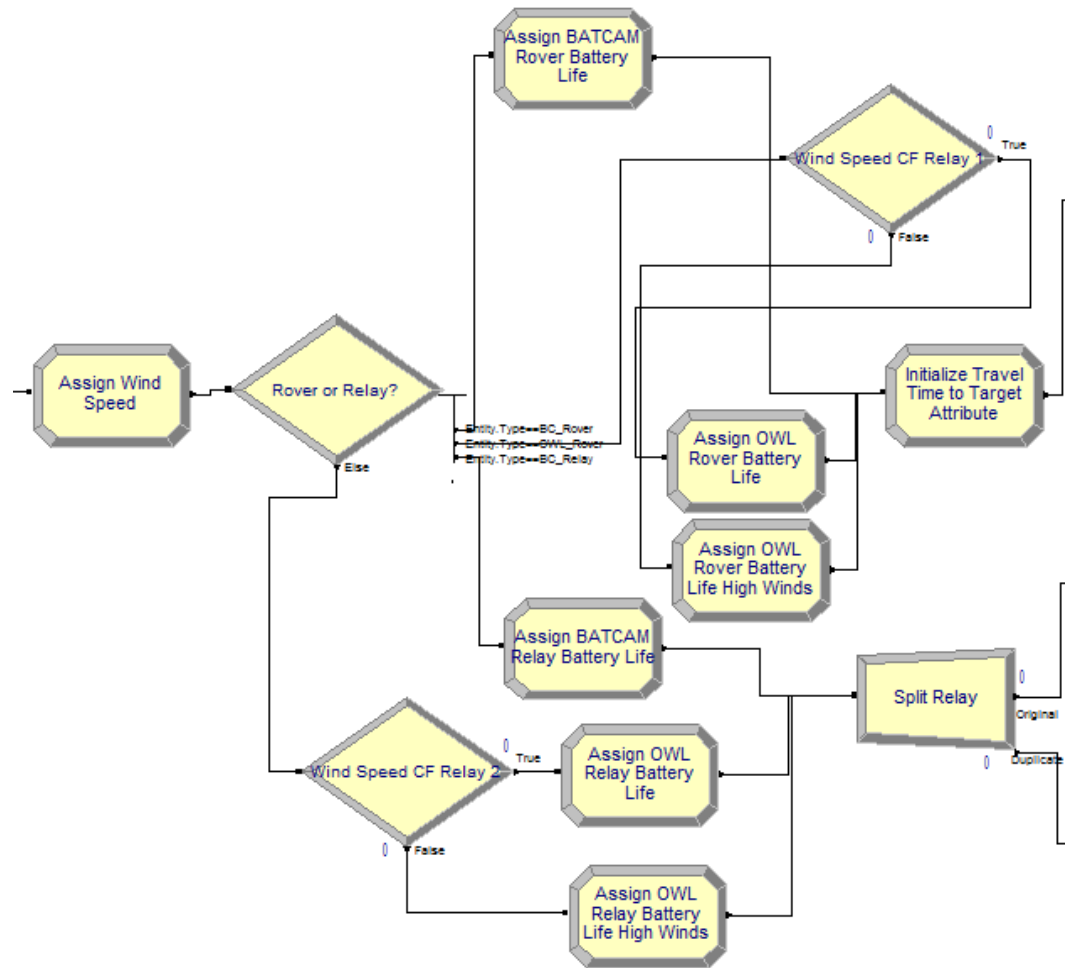 Assign BATCAM
Rover Battery
Life
0
True
Wind Speed CF Relay 1
0
False
Assign Wind
Speed
Rover or Relay?
Initialize Travel
Time to Target
Attribute
Entity.Type==BC_Rover
Entity.Type==OWL_Rover
Entity.Type==BC_Relay
Else
Assign OWL
Rover Battery
Life
Assign OWL
Rover Battery
Life High Winds
Assign BATCAM
Relay Battery Life
Split Relay
0
Original
0
Duplicate
Wind Speed CF Relay 2
0
True
0
False
Assign OWL
Relay Battery
Life
Assign OWL
Relay Battery
Life High Winds